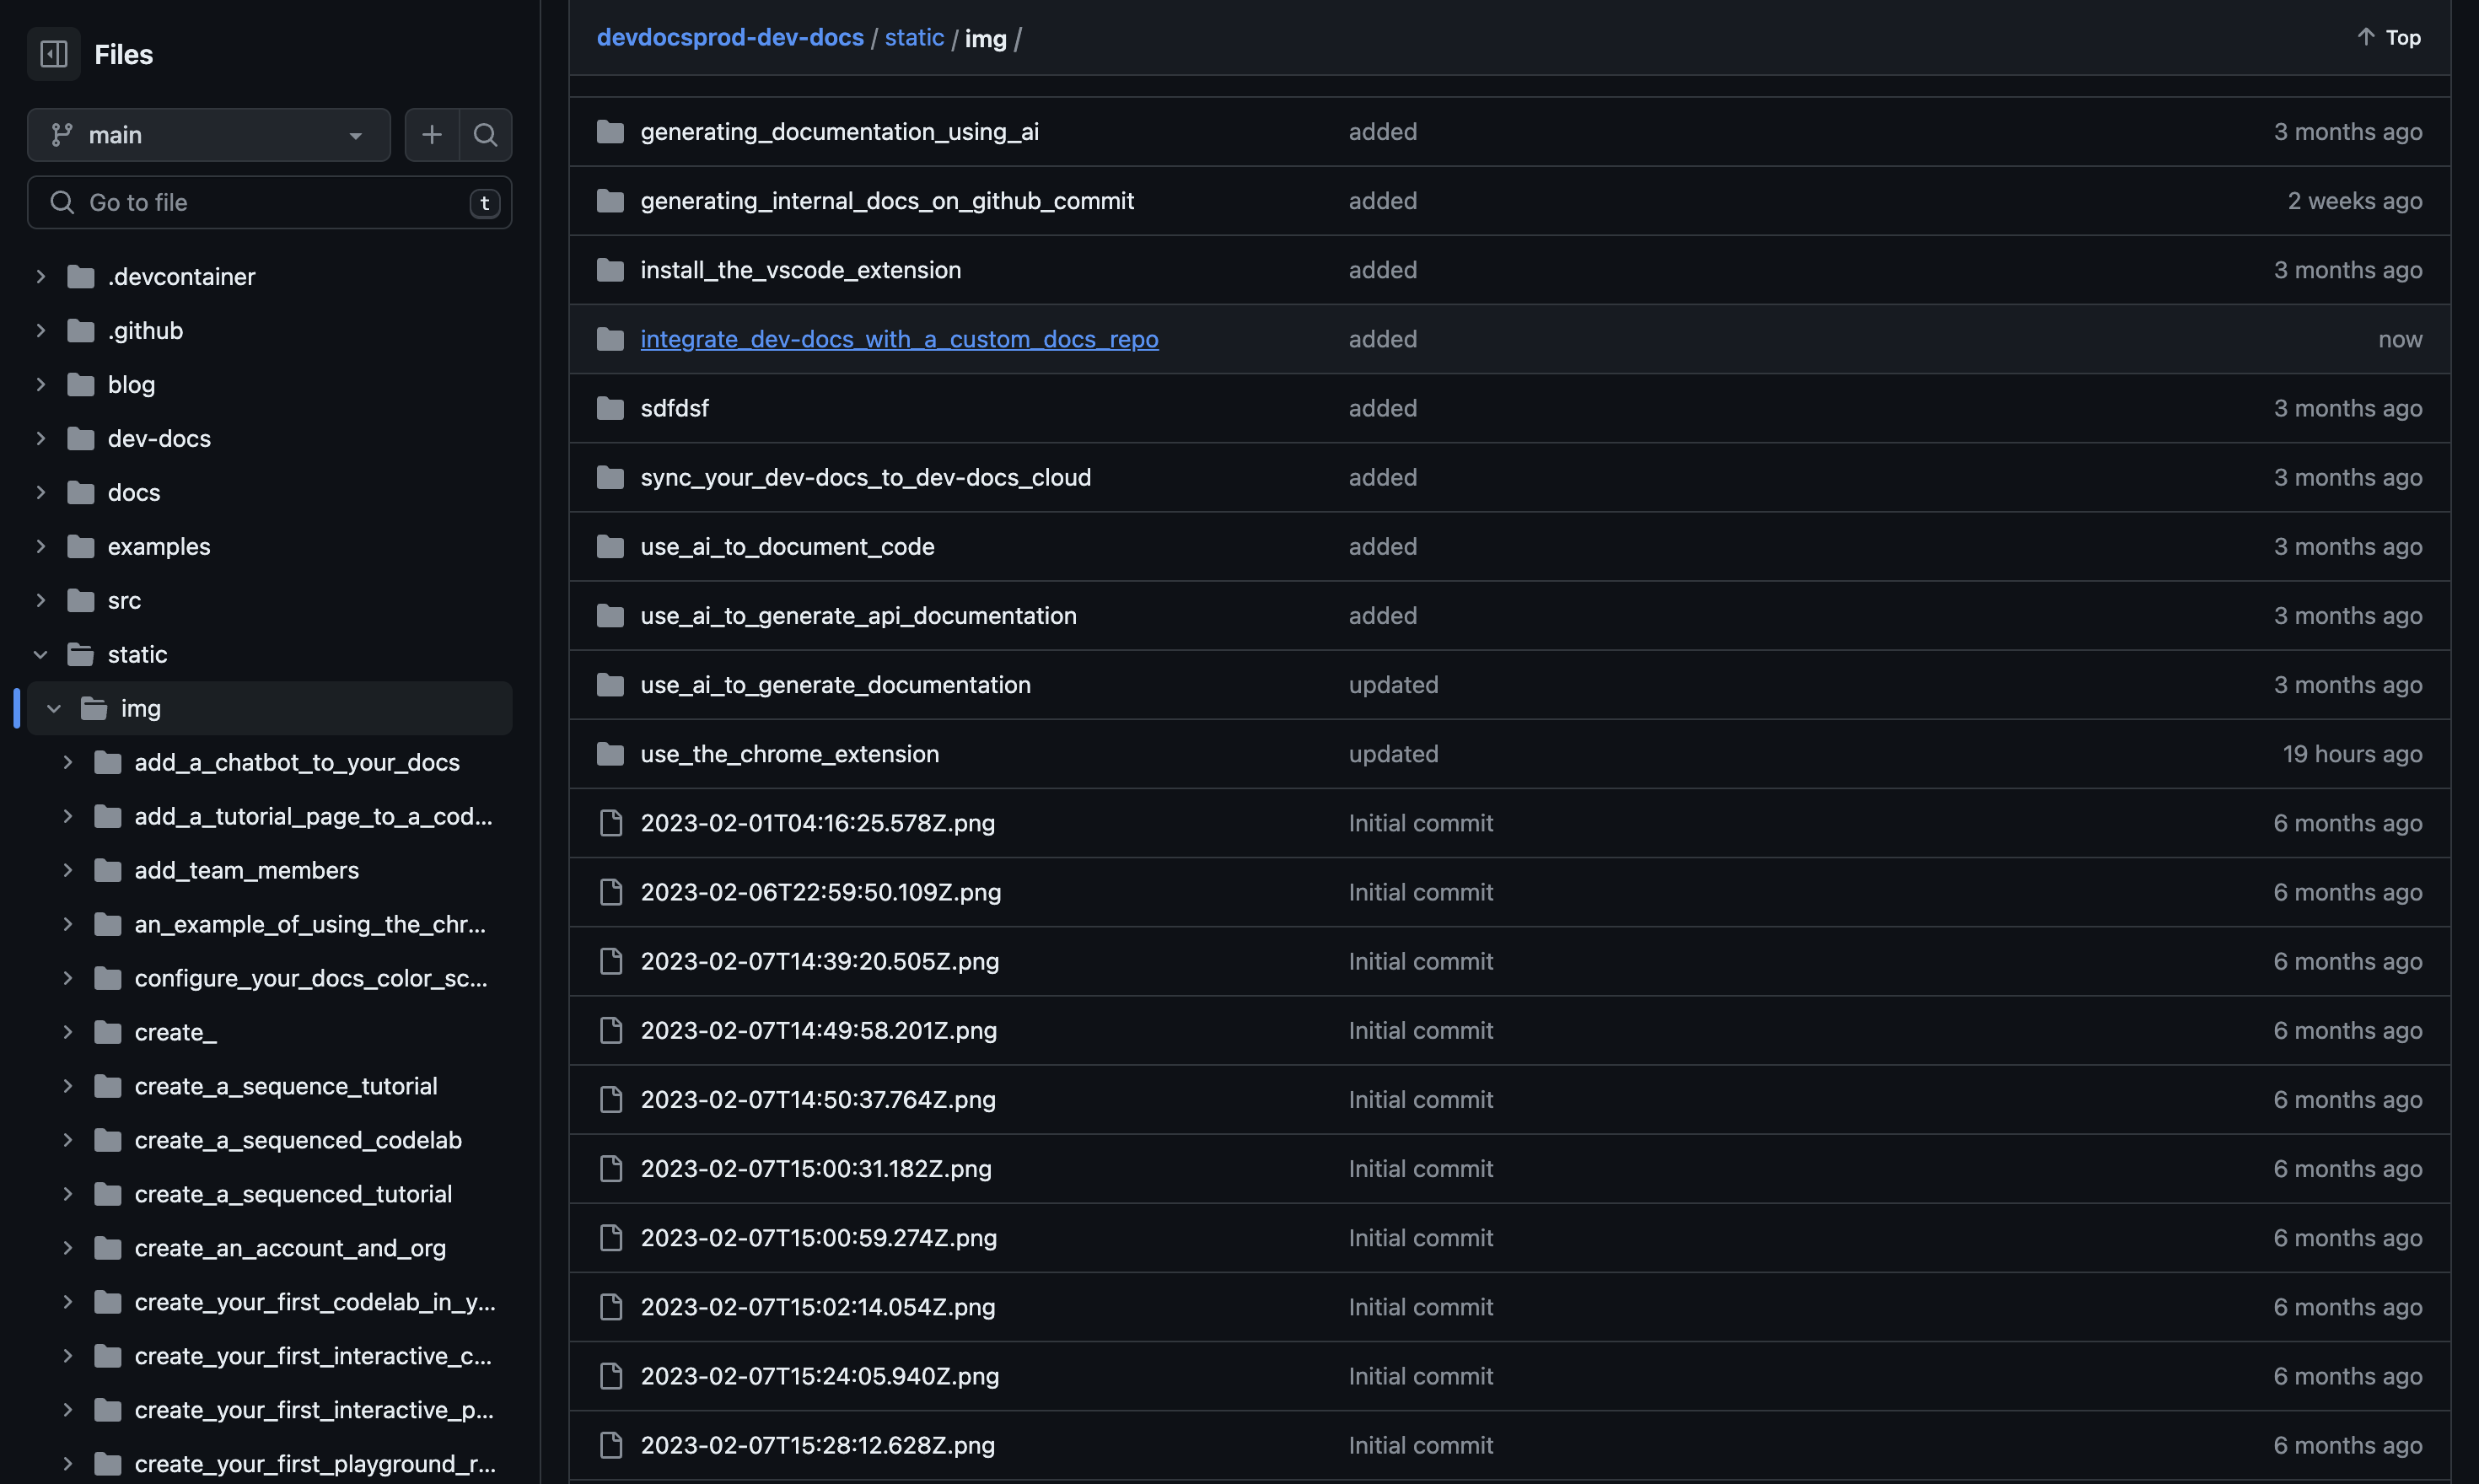 Files
main
Go to file
t
.devcontainer
.github
blog
dev-docs
docs
examples
src
static
img
add_a_chatbot_to_your_docs
add_a_tutorial_page_to_a_cod...
add_team_members
an_example_of_using_the_chr...
configure_your_docs_color_sc...
create_
create_a_sequence_tutorial
create_a_sequenced_codelab
create_a_sequenced_tutorial
create_an_account_and_org
create_your_first_codelab_in_y...
create_your_first_interactive_c...
create_your_first_interactive_p...
create_your_first_playground_r...
devdocsprod-dev-docs / static / img / Top
generating_documentation_using_ai added 3 months ago
generating_internal_docs_on_github_commit added 2 weeks ago
install_the_vscode_extension added 3 months ago
integrate_dev-docs_with_a_custom_docs_repo added now
sdfdsf added 3 months ago
sync_your_dev-docs_to_dev-docs_cloud added 3 months ago
use_ai_to_document_code added 3 months ago
use_ai_to_generate_api_documentation added 3 months ago
use_ai_to_generate_documentation updated 3 months ago
use_the_chrome_extension updated 19 hours ago
2023-02-01T04:16:25.578Z.png Initial commit 6 months ago
2023-02-06T22:59:50.109Z.png Initial commit 6 months ago
2023-02-07T14:39:20.505Z.png Initial commit 6 months ago
2023-02-07T14:49:58.201Z.png Initial commit 6 months ago
2023-02-07T14:50:37.764Z.png Initial commit 6 months ago
2023-02-07T15:00:31.182Z.png Initial commit 6 months ago
2023-02-07T15:00:59.274Z.png Initial commit 6 months ago
2023-02-07T15:02:14.054Z.png Initial commit 6 months ago
2023-02-07T15:24:05.940Z.png Initial commit 6 months ago
2023-02-07T15:28:12.628Z.png Initial commit 6 months ago